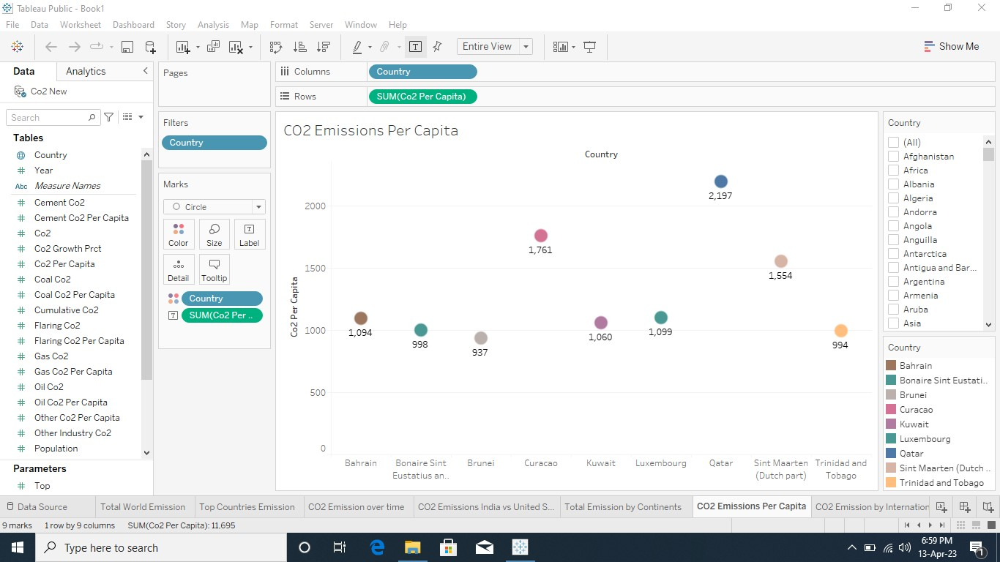 Tableau Public - Book1
File Data Worksheet Dashboard Story Analysis Map Format Server Window Help
Entire View
Show Me
Data Analytics
Co2 New
Search
Tables
Country
Year
Abc Measure Names
Cement Co2
Cement Co2 Per Capita
Co2
Co2 Growth Prct
Co2 Per Capita
Coal Co2
Coal Co2 Per Capita
Cumulative Co2
Flaring Co2
Flaring Co2 Per Capita
Gas Co2
Gas Co2 Per Capita
Oil Co2
Oil Co2 Per Capita
Other Co2 Per Capita
Other Industry Co2
Population
Parameters
Top
Pages
Filters
Country
Marks
Circle
Color Size Label
Detail Tooltip
Country
SUM(Co2 Per ..
Columns Country
Rows SUM(Co2 Per Capita)
CO2 Emissions Per Capita
Country
Co2 Per Capita
2000
1500
1000
500
0
1,094
998
937
1,761
1,060
1,099
2,197
1,554
994
Bahrain
Bonaire Sint
Eustatius an..
Brunei
Curacao
Kuwait
Luxembourg
Qatar
Sint Maarten
(Dutch part)
Trinidad and
Tobago
Country
(All)
Afghanistan
Africa
Albania
Algeria
Andorra
Angola
Anguilla
Antarctica
Antigua and Bar...
Argentina
Armenia
Aruba
Asia
Country
Bahrain
Bonaire Sint Eustati..
Brunei
Curacao
Kuwait
Luxembourg
Qatar
Sint Maarten (Dutch ..
Trinidad and Tobago
Data Source Total World Emission Top Countries Emission CO2 Emission over time CO2 Emissions India vs United S... Total Emission by Continents CO2 Emissions Per Capita CO2 Emission by Internation
9 marks 1 row by 9 columns SUM(Co2 Per Capita): 11,695
Type here to search
6:59 PM
13-Apr-23
1